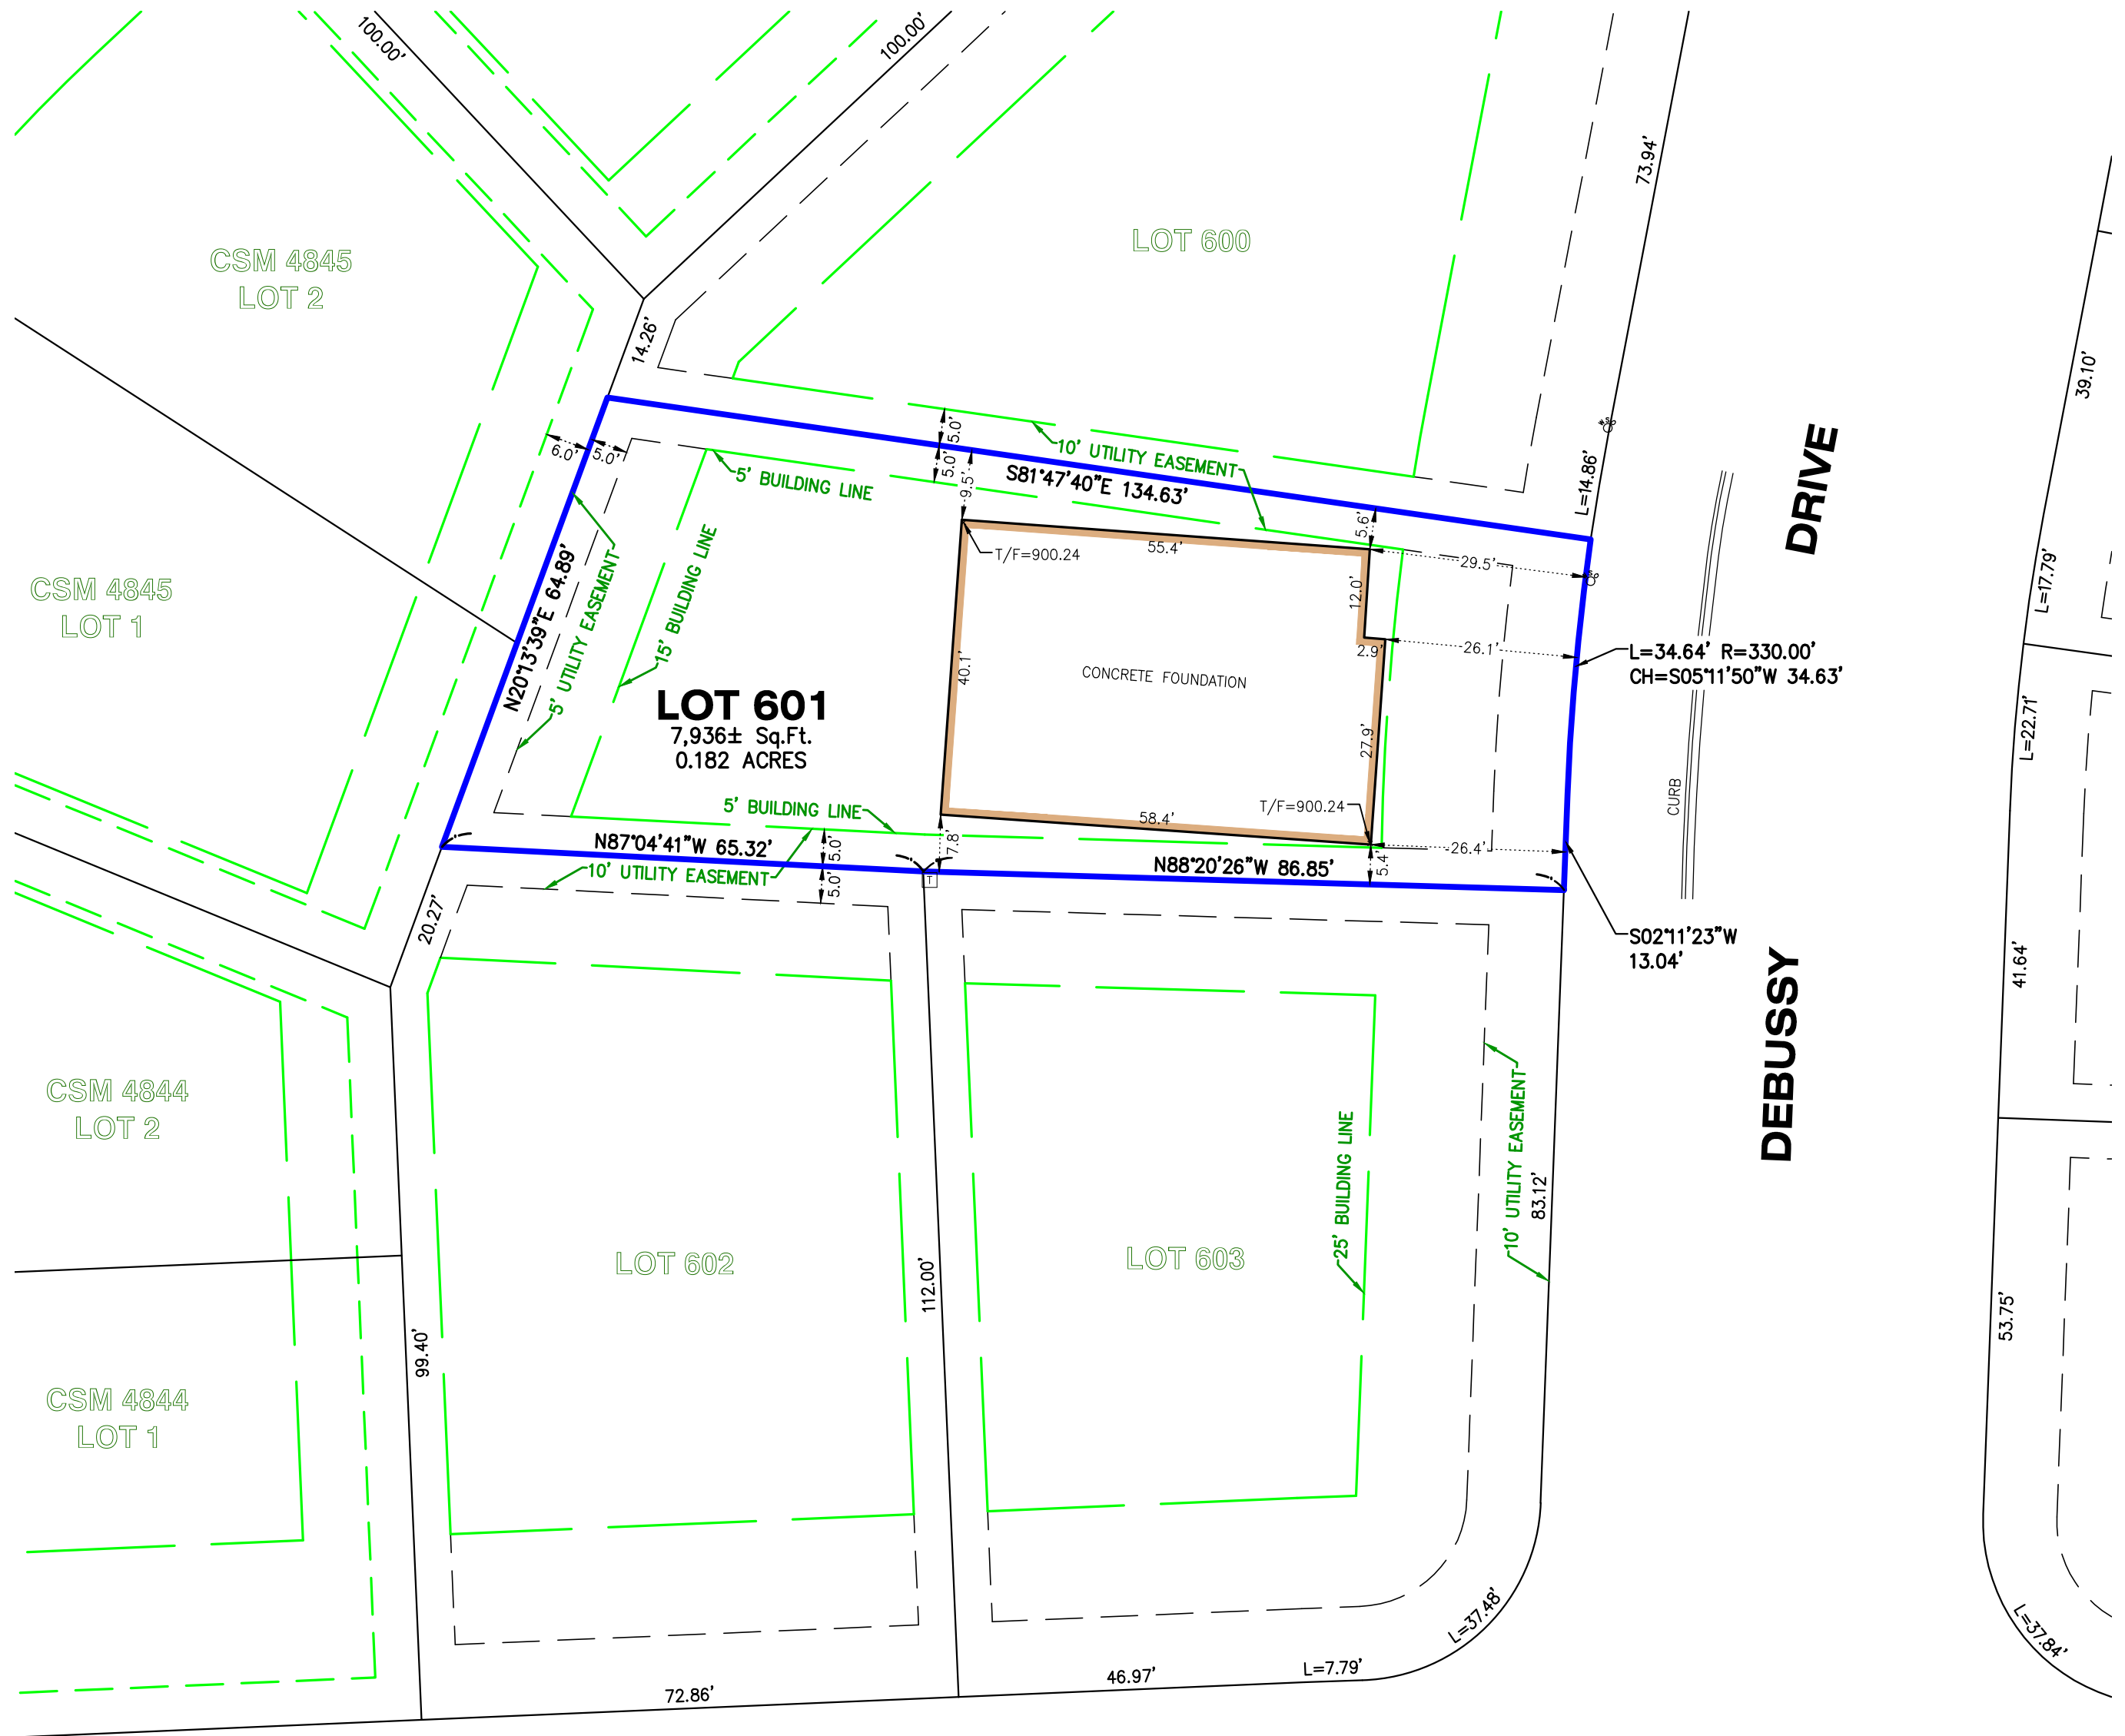 100.00'
100.00'
73.94'
LOT 600
CSM 4845
LOT 2
14.26'
39.10'
DRIVE
L=14.86'
5.0'
10' UTILITY EASEMENT
6.0'
5.0'
5.0'
S81°47'40"E 134.63'
5' BUILDING LINE
9.5'
5.6'
T/F=900.24
55.4'
29.5'
L=17.79'
CSM 4845
LOT 1
N20°13'39"E 64.89'
5' UTILITY EASEMENT
15' BUILDING LINE
12.0'
2.9'
26.1'
L=34.64' R=330.00'
CH=S05°11'50"W 34.63'
40.1'
CONCRETE FOUNDATION
LOT 601
7,936± Sq.Ft.
0.182 ACRES
27.9'
L=22.71'
CURB
5' BUILDING LINE
T/F=900.24
58.4'
N87°04'41"W 65.32'
5.0'
7.8'
26.4'
10' UTILITY EASEMENT
5.0'
T
N88°20'26"W 86.85'
5.4'
20.27'
S02°11'23"W
13.04'
41.64'
DEBUSSY
CSM 4844
LOT 2
25' BUILDING LINE
10' UTILITY EASEMENT
83.12'
LOT 602
112.00'
LOT 603
99.40'
53.75'
CSM 4844
LOT 1
L=37.48'
L=37.84'
72.86'
46.97'
L=7.79'